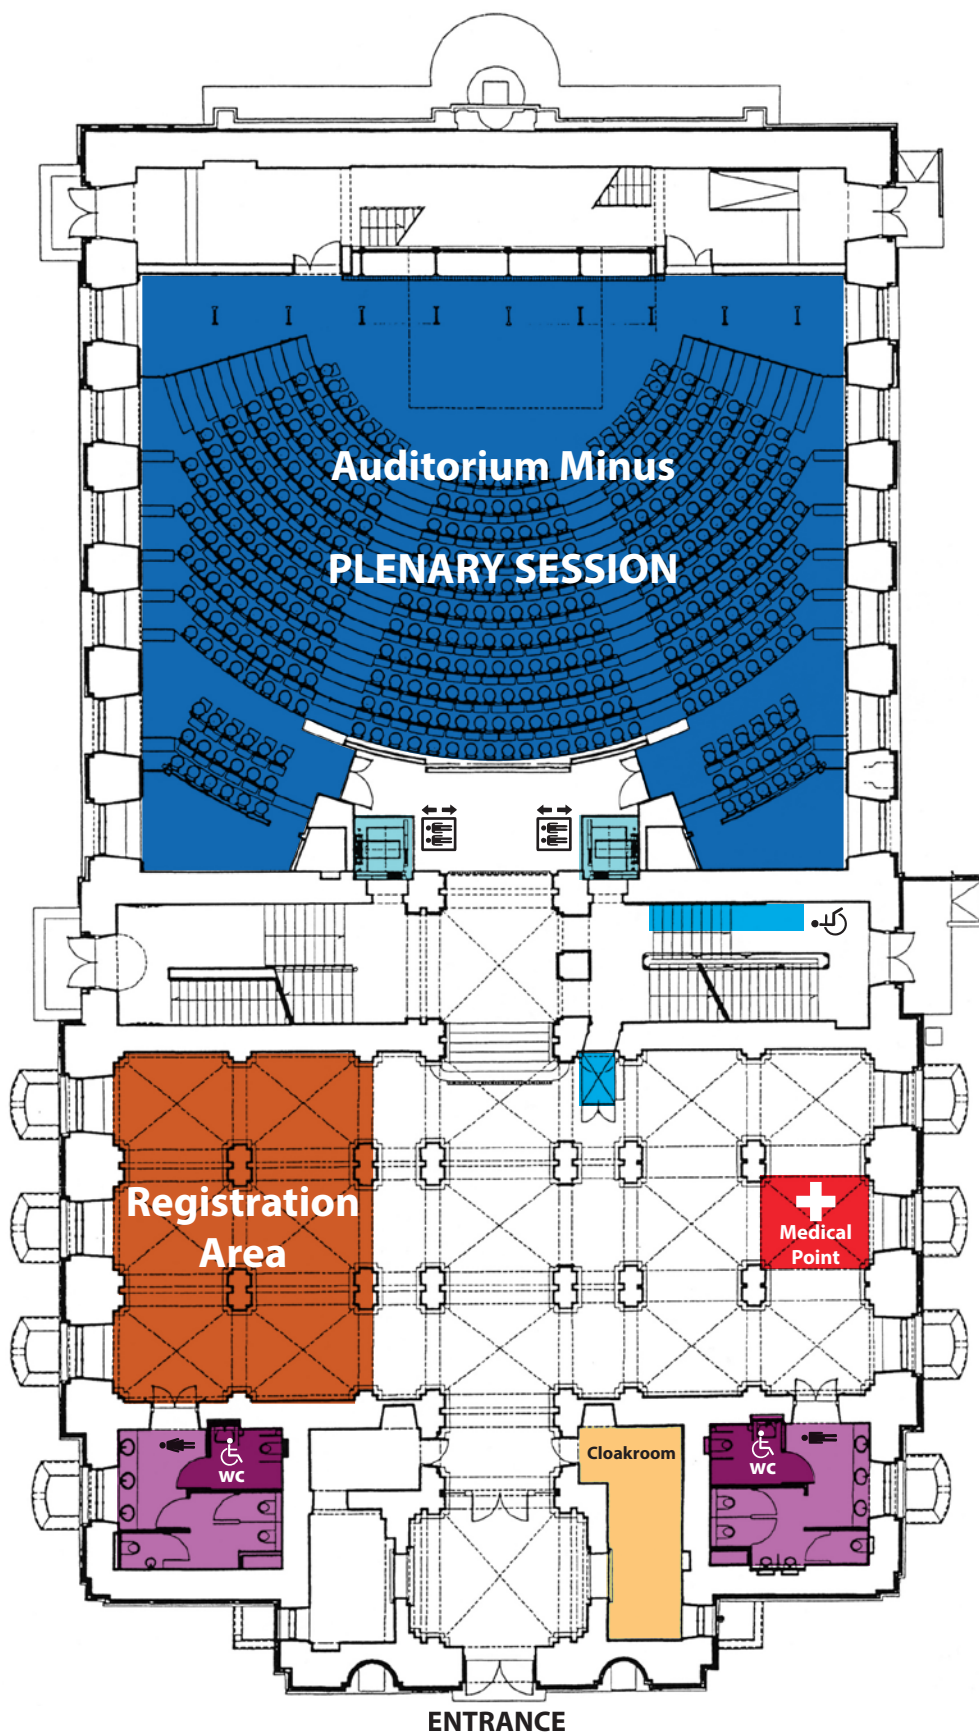 Auditorium Minus
PLENARY SESSION
Registration
Area
Medical
Point
WC
Cloakroom
WC
ENTRANCE